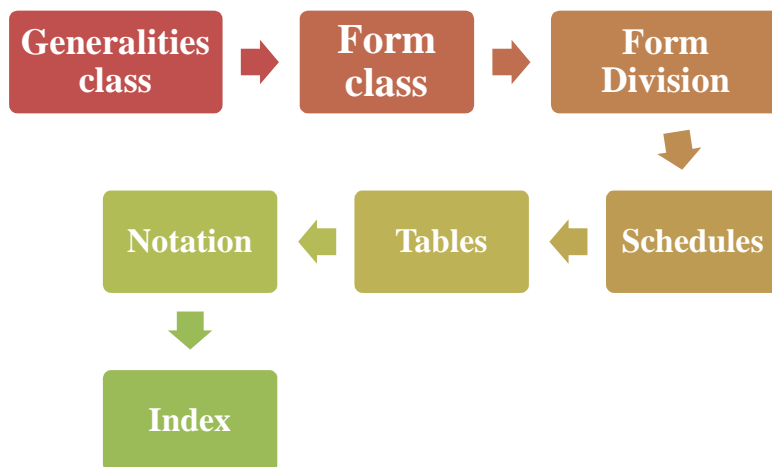 Generalities
class
Form
class
Form
Division
Schedules
Tables
Notation
Index